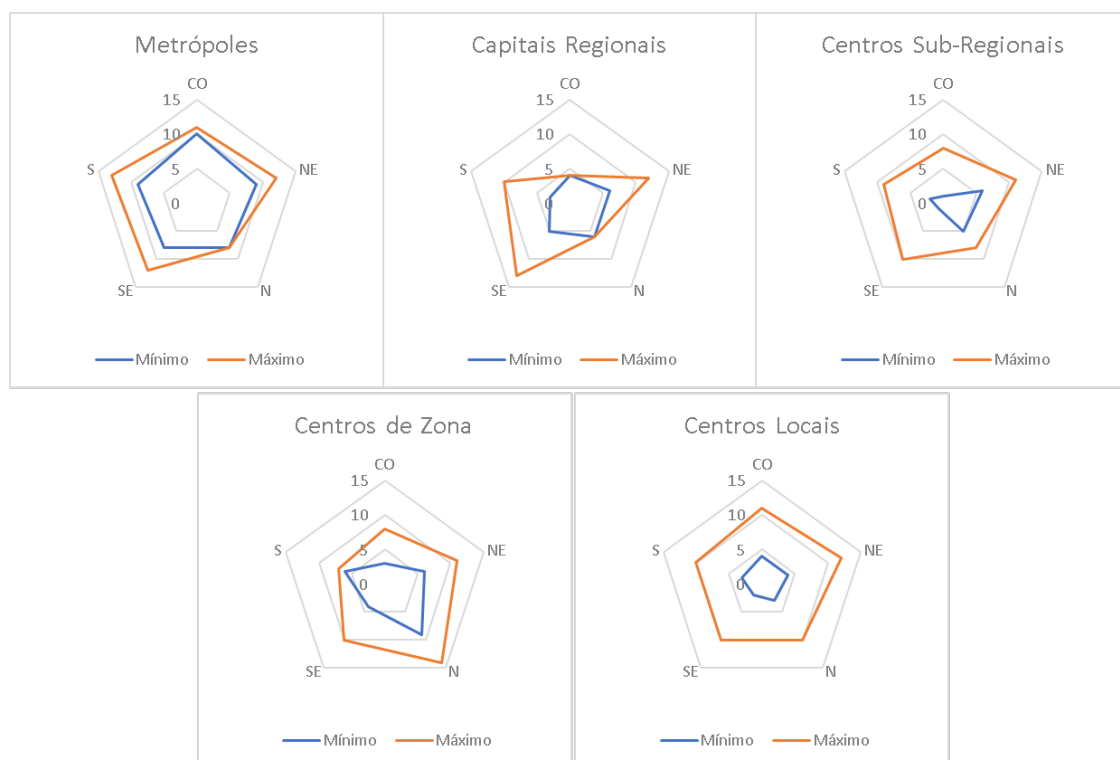 Metrópoles
CO
15
10
5
0
S
NE
SE
N
Mínimo Máximo
Capitais Regionais
CO
15
10
5
0
S
NE
SE
N
Mínimo Máximo
Centros Sub-Regionais
CO
15
10
5
0
S
NE
SE
N
Mínimo Máximo
Centros de Zona
CO
15
10
5
0
S
NE
SE
N
Mínimo Máximo
Centros Locais
CO
15
10
5
0
S
NE
SE
N
Mínimo Máximo